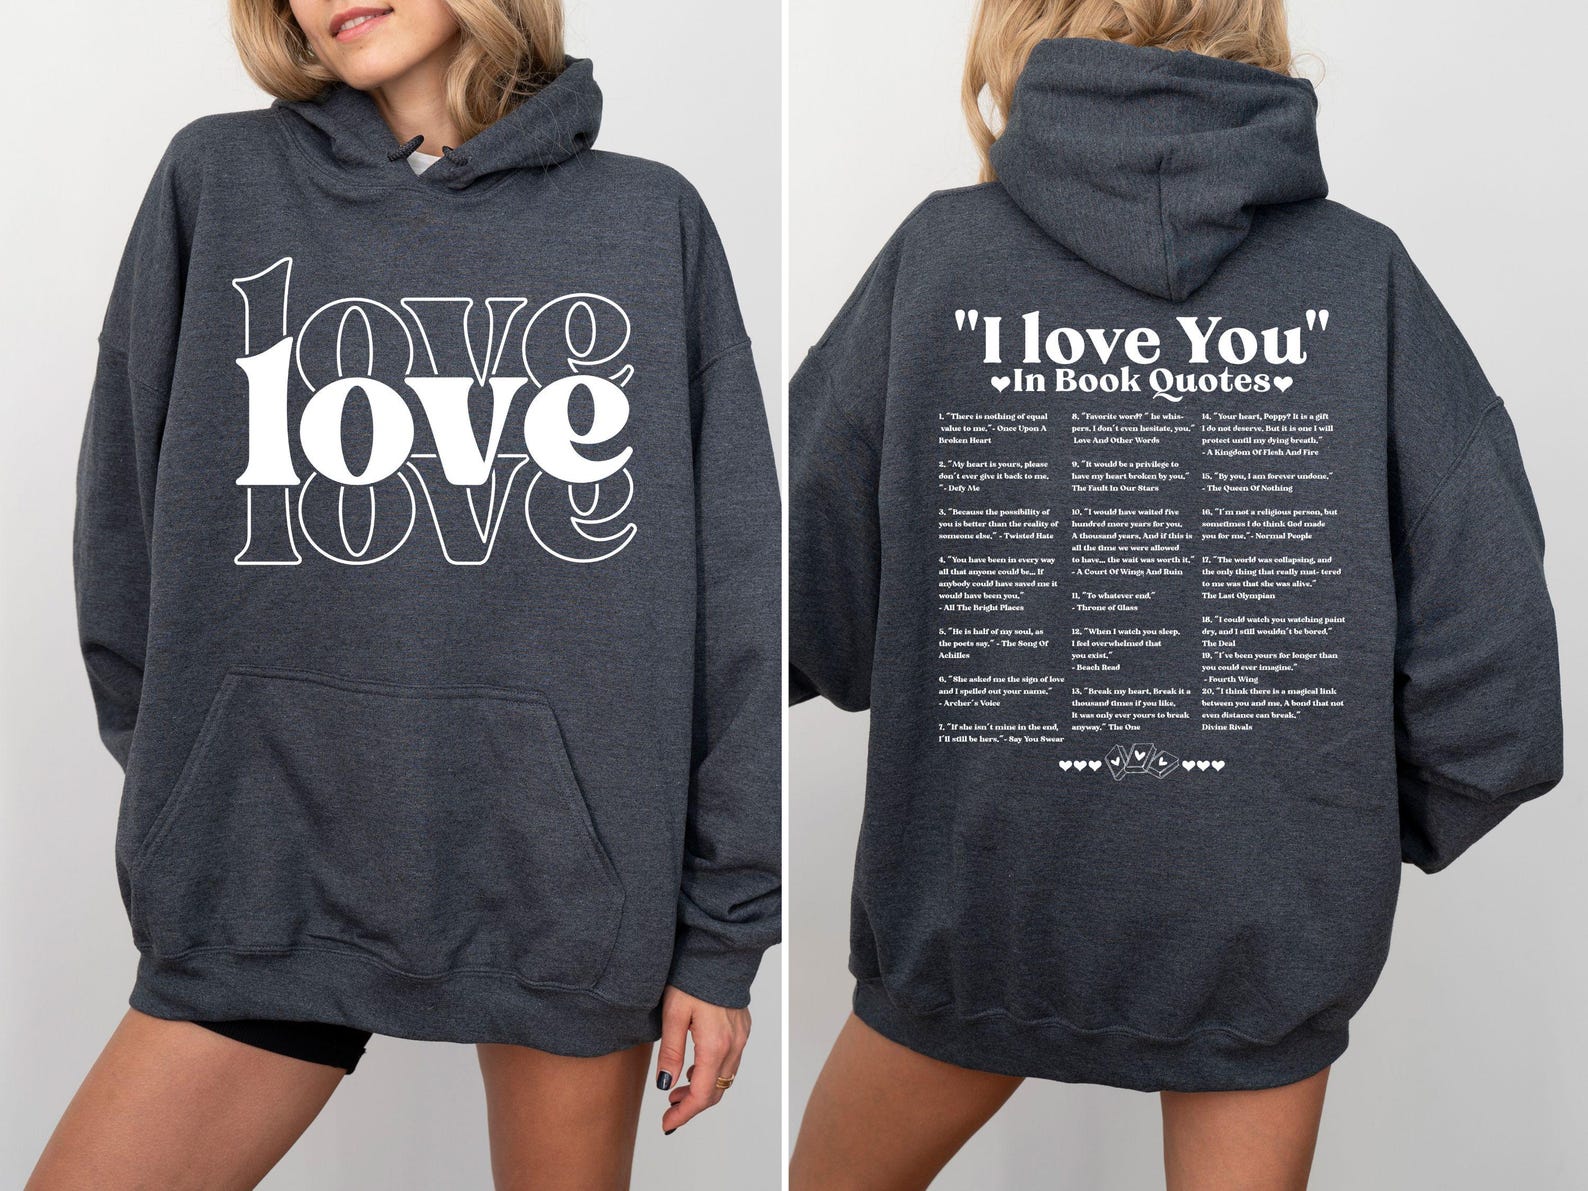 love
love
love
"I love You"
In Book Quotes
1. "There is nothing of equal
value to me."- Once Upon A
Broken Heart
2. "My heart is yours, please
don't ever give it back to me.
"- Defy Me
3. "Because the possibility of
you is better than the reality of
someone else." - Twisted Hate
4. "You have been in every way
all that anyone could be... If
anybody could have saved me it
would have been you."
- All The Bright Places
5. "He is half of my soul, as
the poets say." - The Song Of
Achilles
6. "She asked me the sign of love
and I spelled out your name."
- Archer's Voice
7. "If she isn't mine in the end,
I'll still be hers."- Say You Swear
8. "Favorite word? " he whis-
pers. I don't even hesitate, you."
Love And Other Words
9. "It would be a privilege to
have my heart broken by you."
The Fault In Our Stars
10. "I would have waited five
hundred more years for you.
A thousand years. And if this is
all the time we were allowed
to have... the wait was worth it."
- A Court Of Wings And Ruin
11. "To whatever end."
- Throne of Glass
12. "When I watch you sleep.
I feel overwhelmed that
you exist."
- Beach Read
13. "Break my heart, Break it a
thousand times if you like.
It was only ever yours to break
anyway." The One
14. "Your heart, Poppy? It is a gift
I do not deserve. But it is one I will
protect until my dying breath."
- A Kingdom Of Flesh And Fire
15. "By you, I am forever undone."
- The Queen Of Nothing
16. "I'm not a religious person, but
sometimes I do think God made
you for me."- Normal People
17. "The world was collapsing, and
the only thing that really mat- tered
to me was that she was alive."
The Last Olympian
18. "I could watch you watching paint
dry, and I still wouldn't be bored."
The Deal
19. "I've been yours for longer than
you could ever imagine."
- Fourth Wing
20. "I think there is a magical link
between you and me. A bond that not
even distance can break."
Divine Rivals